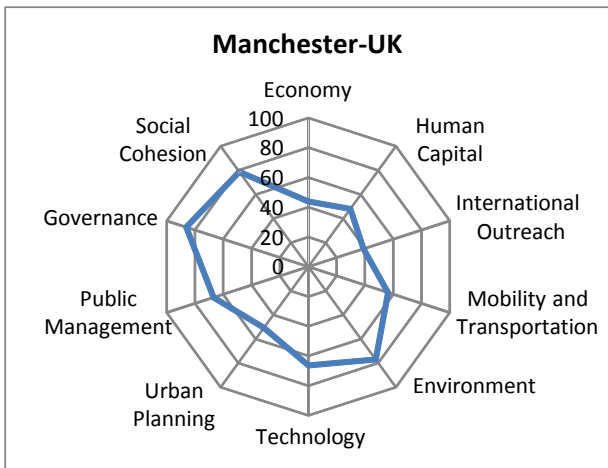 Manchester-UK
Economy
Human
Capital
International
Outreach
Mobility and
Transportation
Environment
Technology
Urban
Planning
Public
Management
Governance
Social
Cohesion
100
80
60
40
20
0